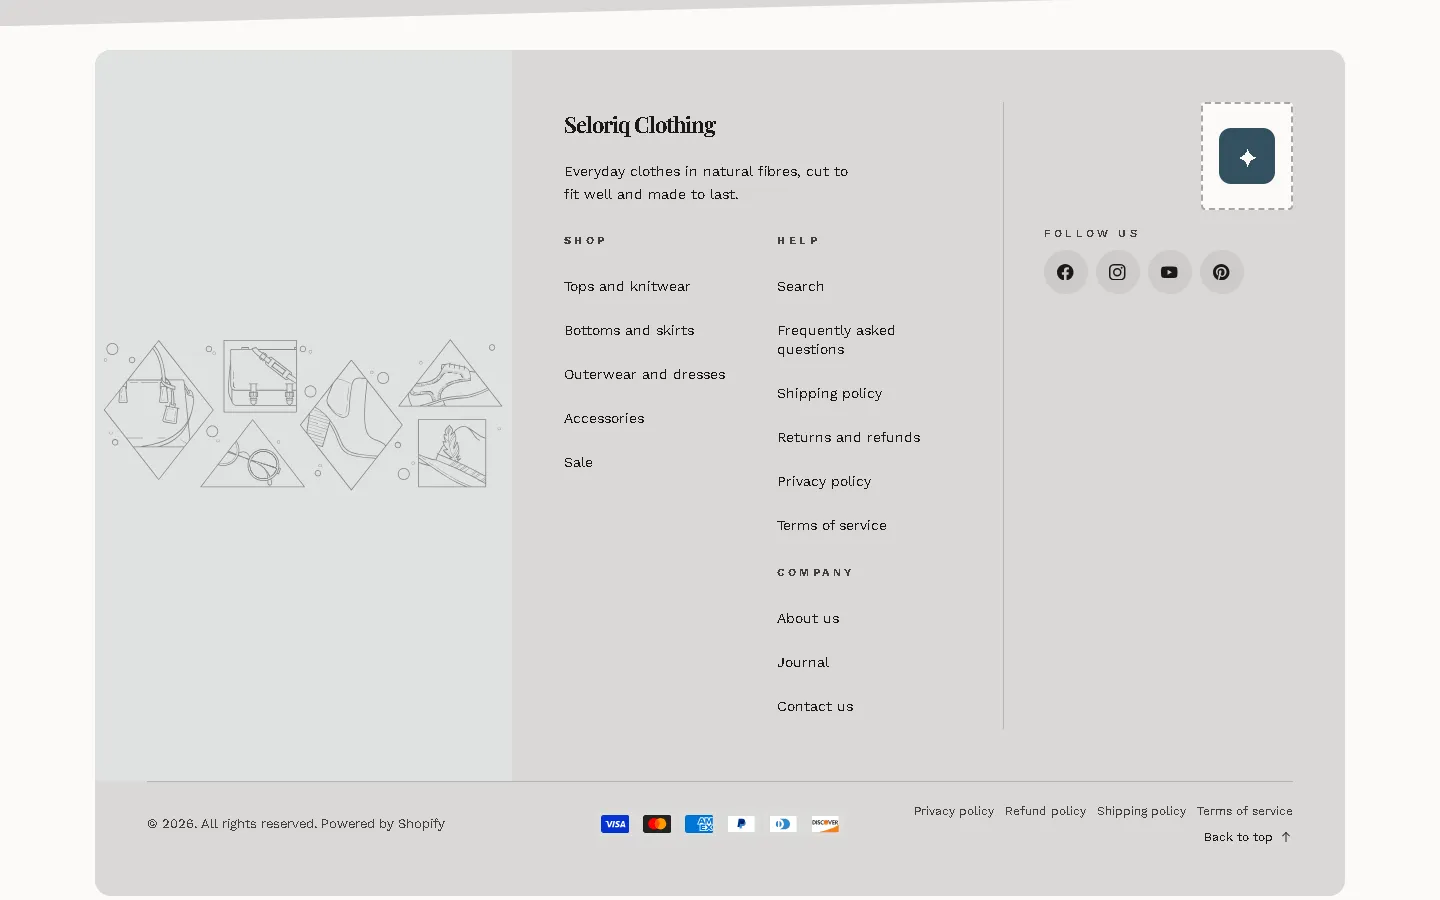 Seloriq Clothing
Everyday clothes in natural fibres, cut to
fit well and made to last.
SHOP
Tops and knitwear
Bottoms and skirts
Outerwear and dresses
Accessories
Sale
HELP
Search
Frequently asked
questions
Shipping policy
Returns and refunds
Privacy policy
Terms of service
COMPANY
About us
Journal
Contact us
FOLLOW US
© 2026. All rights reserved. Powered by Shopify
VISA
AM
EX
DISCOVER
Privacy policy Refund policy Shipping policy Terms of service
Back to top ↑